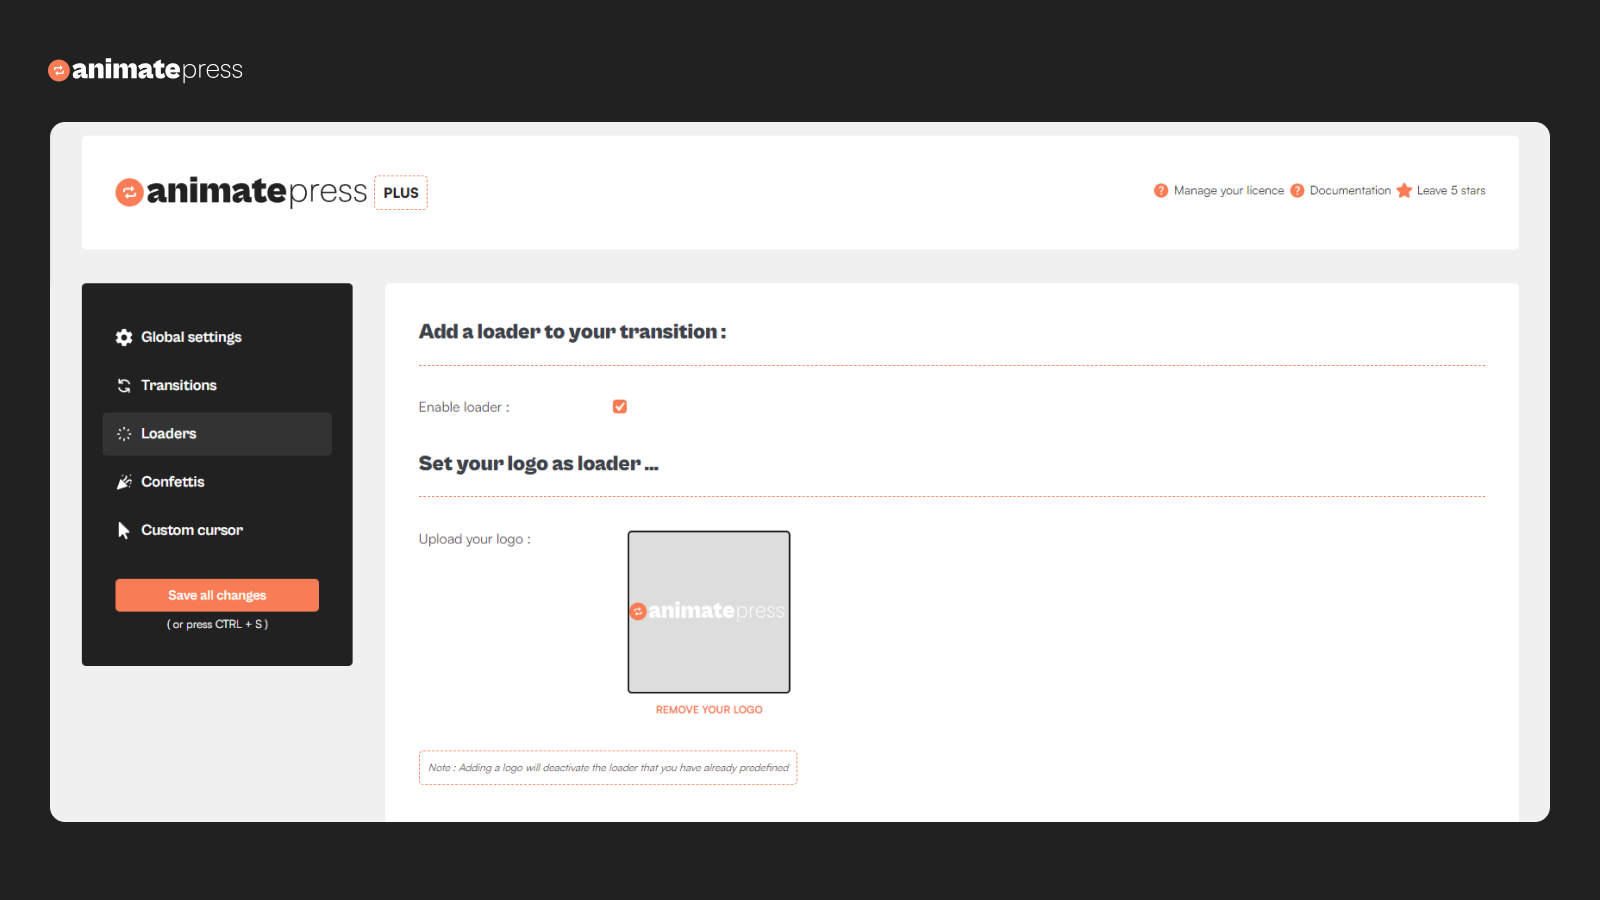 animatepress
animatepress PLUS
Manage your licence Documentation Leave 5 stars
Global settings
Transitions
Loaders
Confettis
Custom cursor
Save all changes
( or press CTRL + S )
Add a loader to your transition :
Enable loader :
Set your logo as loader ...
Upload your logo :
animatepress
REMOVE YOUR LOGO
Note : Adding a logo will deactivate the loader that you have already predefined